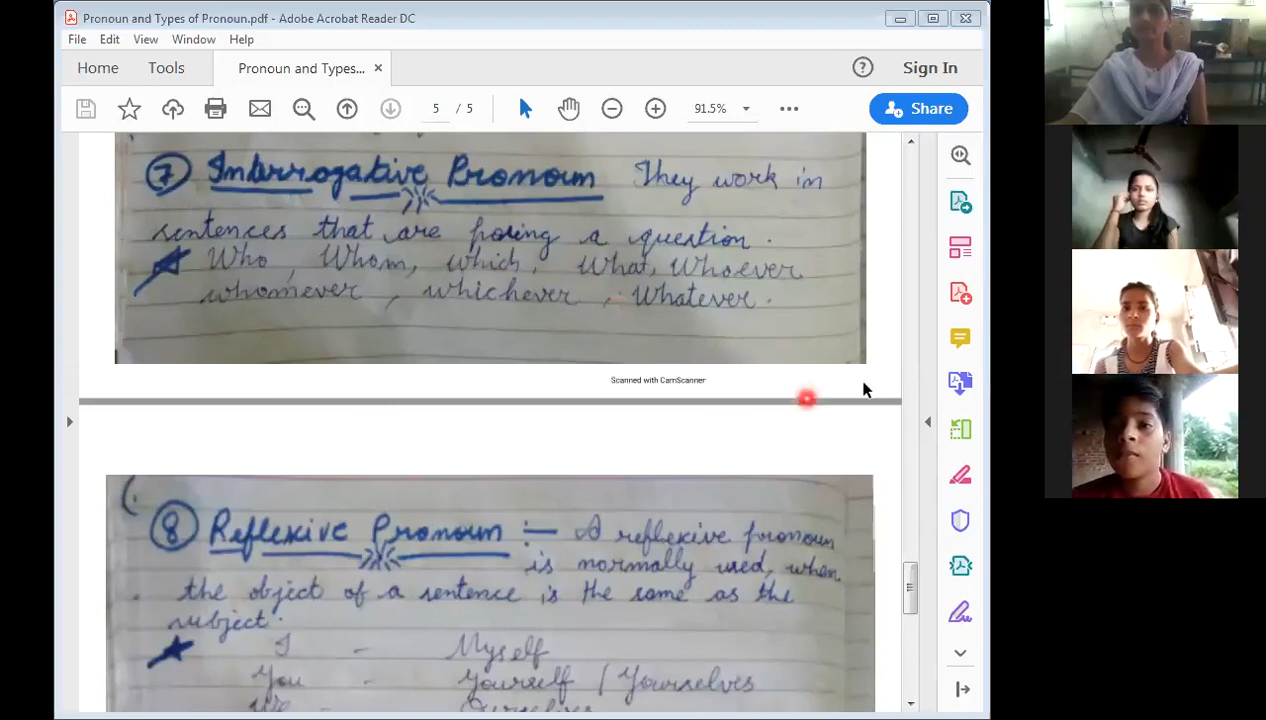 Pronoun and Types of Pronoun.pdf - Adobe Acrobat Reader DC
File Edit View Window Help
Home Tools Pronoun and Types... × Sign In
5 / 5 91.5% Share
7 Interrogative Pronoun They work in
sentences that are posing a question.
Who, Whom, which, What, Whoever
whomever, whichever, Whatever.
Scanned with CamScanner
8 Reflexive Pronoun :- A reflexive pronoun
is normally used, when
the object of a sentence is the same as the
subject.
I - Myself
You - Yourself / Yourselves
We - Ourselves